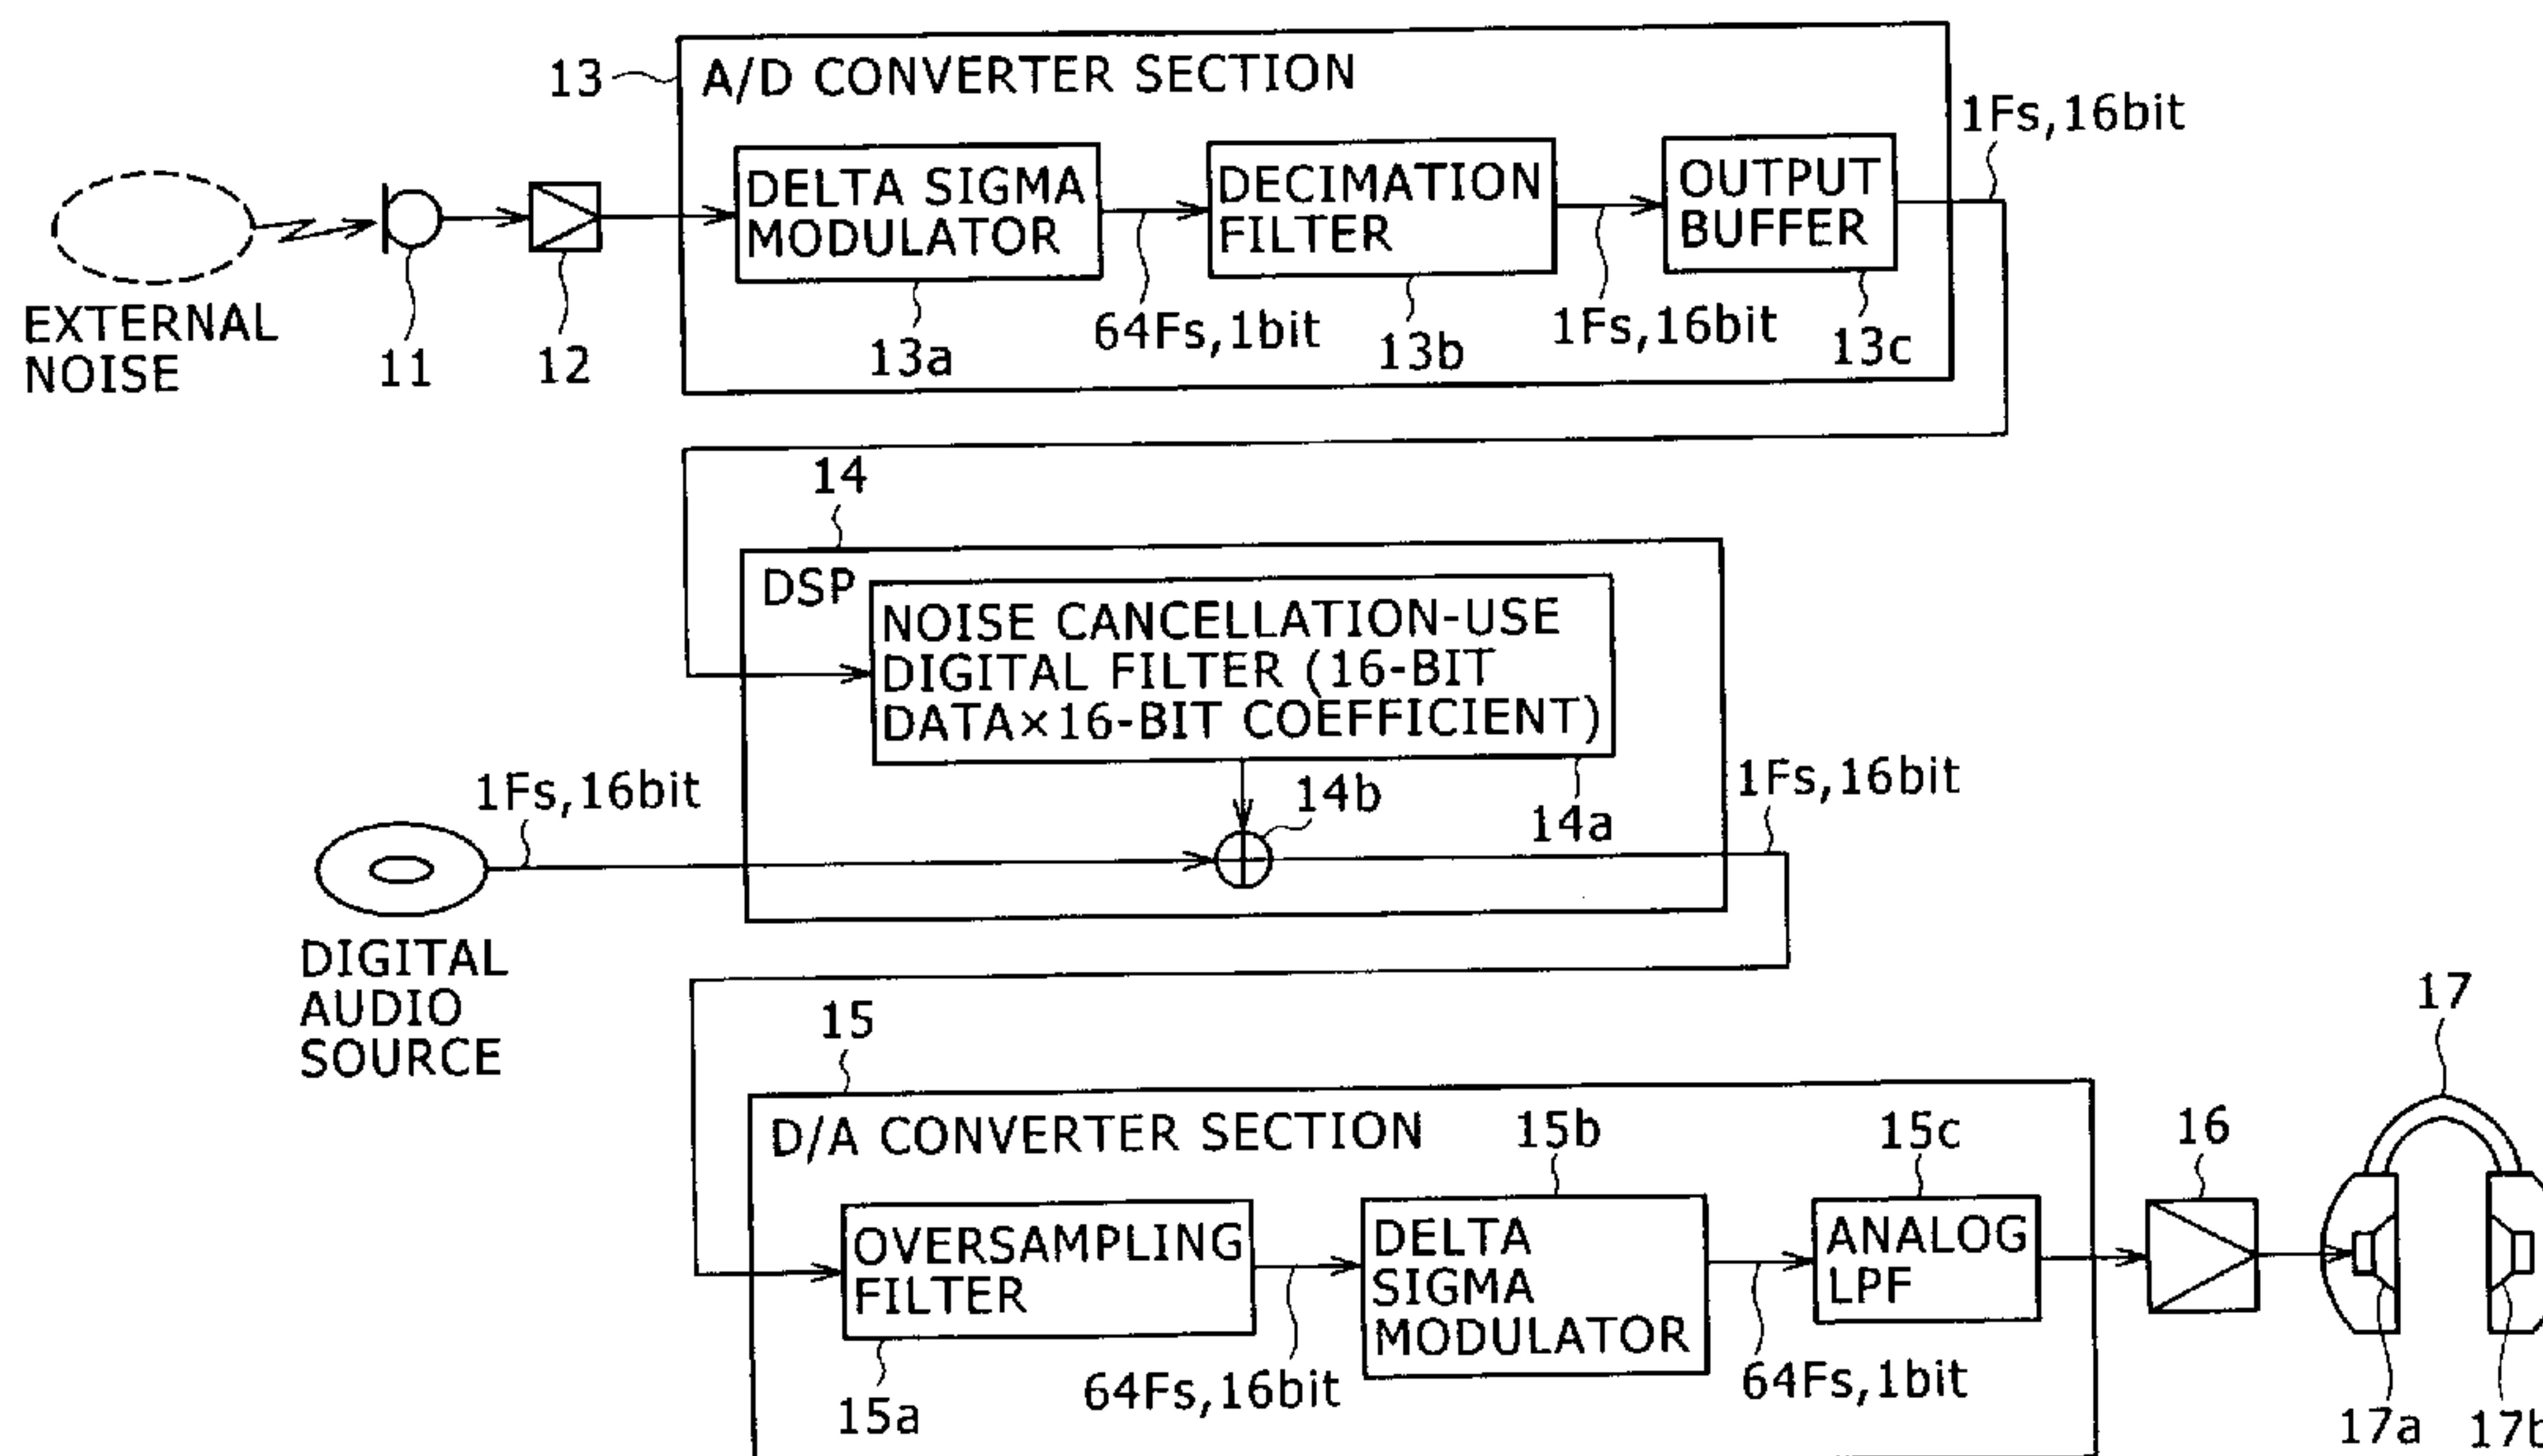 13
A/D CONVERTER SECTION
1Fs,16bit
DELTA SIGMA
MODULATOR
DECIMATION
FILTER
OUTPUT
BUFFER
EXTERNAL
NOISE
11
12
13a
64Fs,1bit
13b
1Fs,16bit
13c
14
DSP
NOISE CANCELLATION-USE
DIGITAL FILTER (16-BIT
DATA×16-BIT COEFFICIENT)
1Fs,16bit
14b
14a
1Fs,16bit
DIGITAL
AUDIO
SOURCE
15
17
D/A CONVERTER SECTION
15b
15c
16
OVERSAMPLING
FILTER
DELTA
SIGMA
MODULATOR
ANALOG
LPF
15a
64Fs,16bit
64Fs,1bit
17a
17b